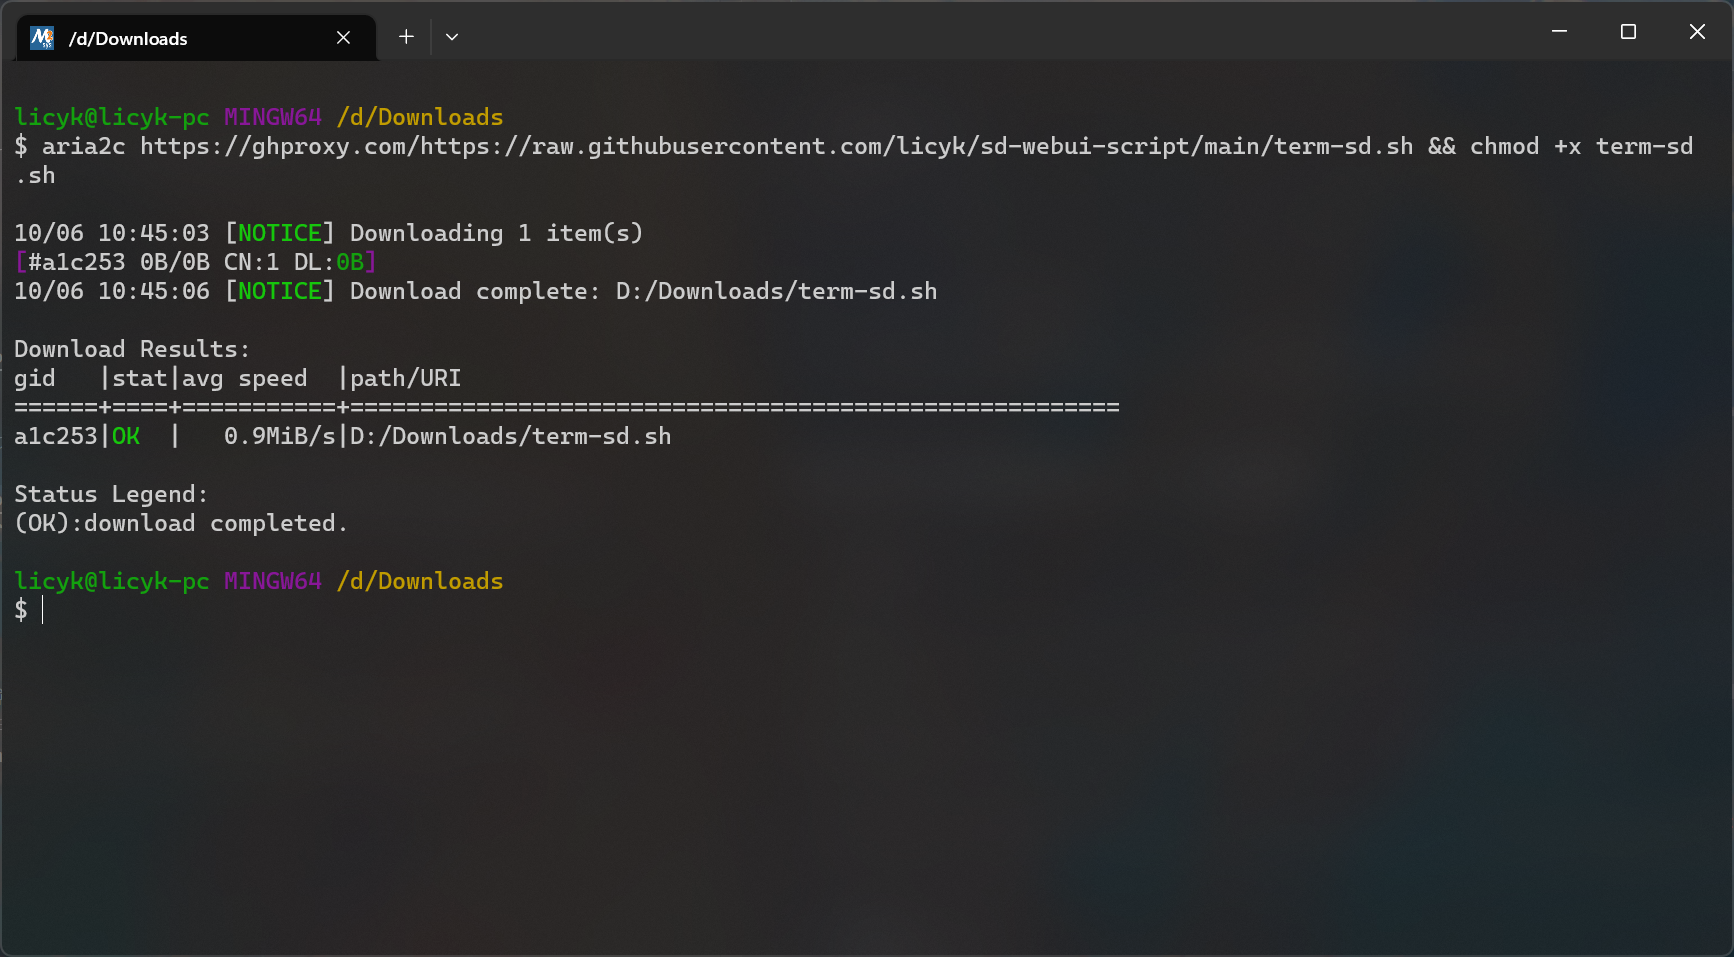 /d/Downloads
licyk@licyk-pc MINGW64 /d/Downloads
$ aria2c https://ghproxy.com/https://raw.githubusercontent.com/licyk/sd-webui-script/main/term-sd.sh && chmod +x term-sd
.sh
10/06 10:45:03 [NOTICE] Downloading 1 item(s)
[#a1c253 0B/0B CN:1 DL:0B]
10/06 10:45:06 [NOTICE] Download complete: D:/Downloads/term-sd.sh
Download Results:
gid   |stat|avg speed  |path/URI
======+====+===========+=======================================================
a1c253|OK  |   0.9MiB/s|D:/Downloads/term-sd.sh
Status Legend:
(OK):download completed.
licyk@licyk-pc MINGW64 /d/Downloads
$